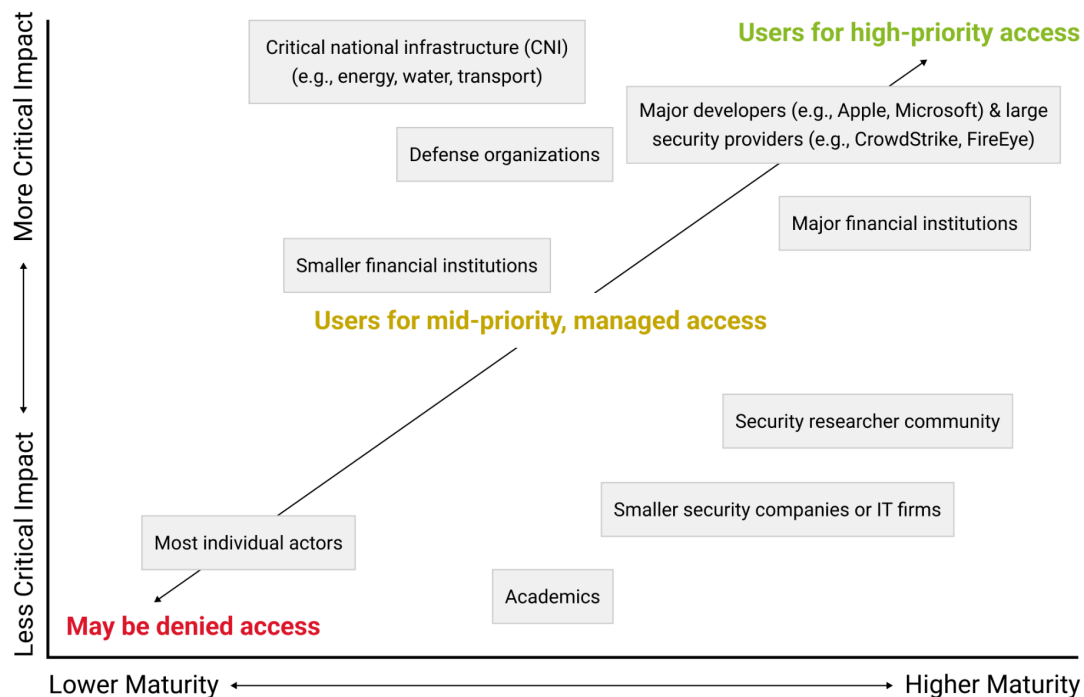 Users for high-priority access
Critical national infrastructure (CNI)
(e.g., energy, water, transport)
Major developers (e.g., Apple, Microsoft) & large
security providers (e.g., CrowdStrike, FireEye)
Defense organizations
Major financial institutions
Smaller financial institutions
Users for mid-priority, managed access
Security researcher community
Smaller security companies or IT firms
Most individual actors
Academics
May be denied access
More Critical Impact
Less Critical Impact
Lower Maturity
Higher Maturity